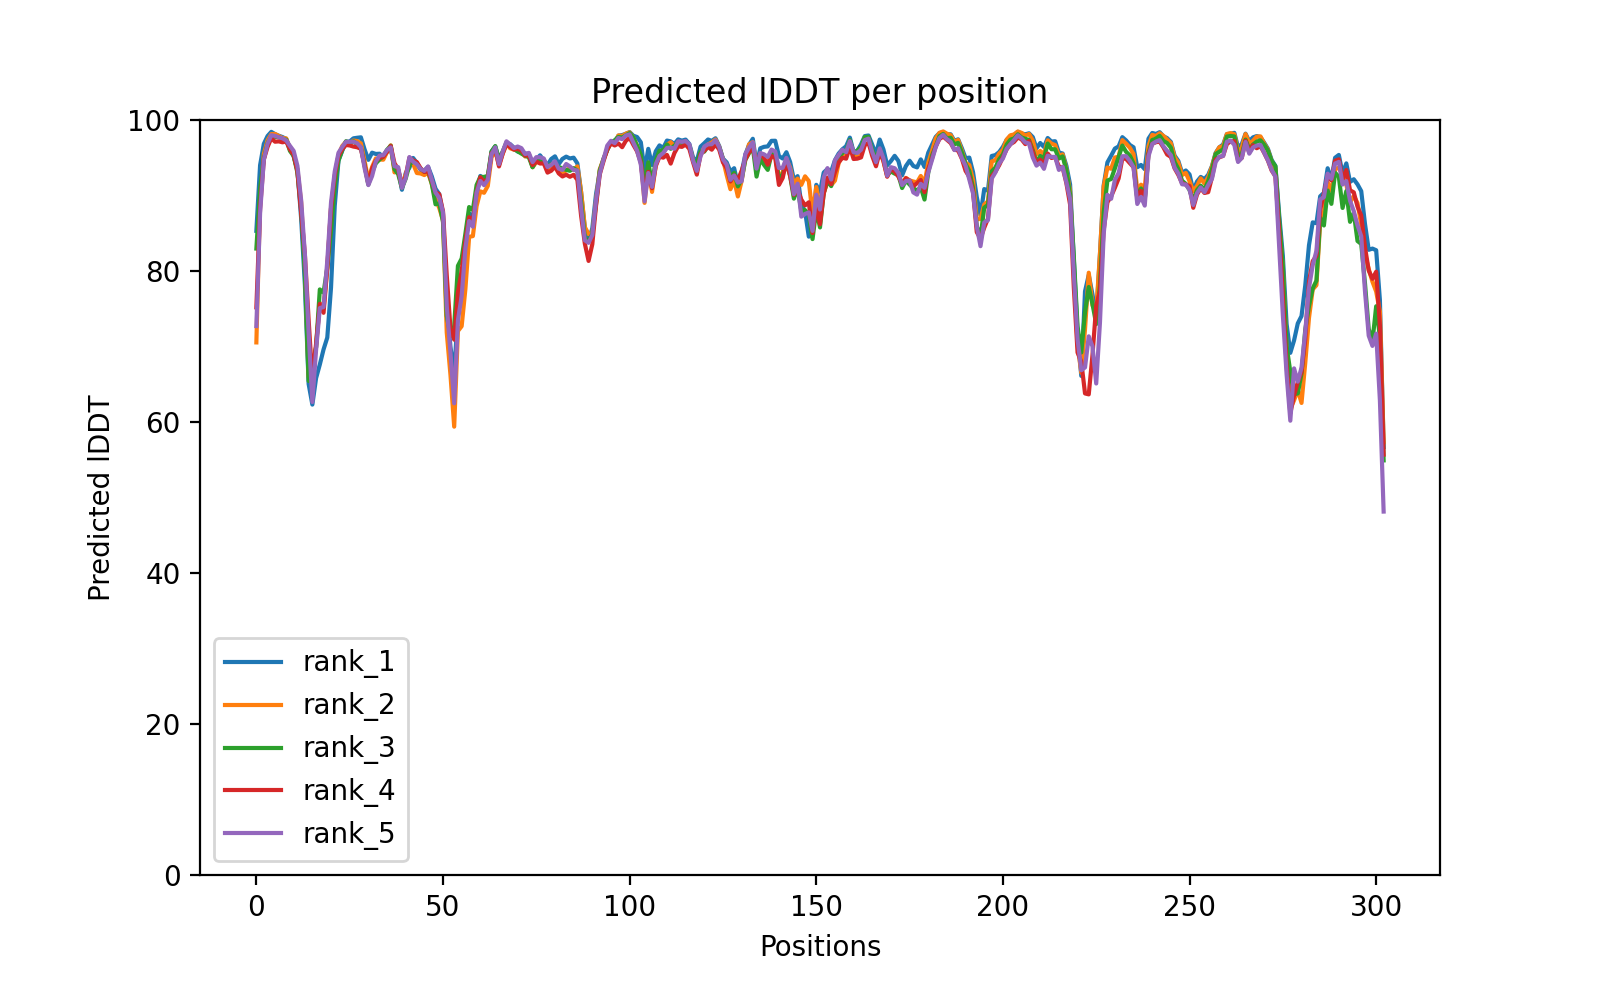 Predicted lDDT per position
100
80
60
40
20
0
Predicted lDDT
rank_1
rank_2
rank_3
rank_4
rank_5
0 50 100 150 200 250 300
Positions